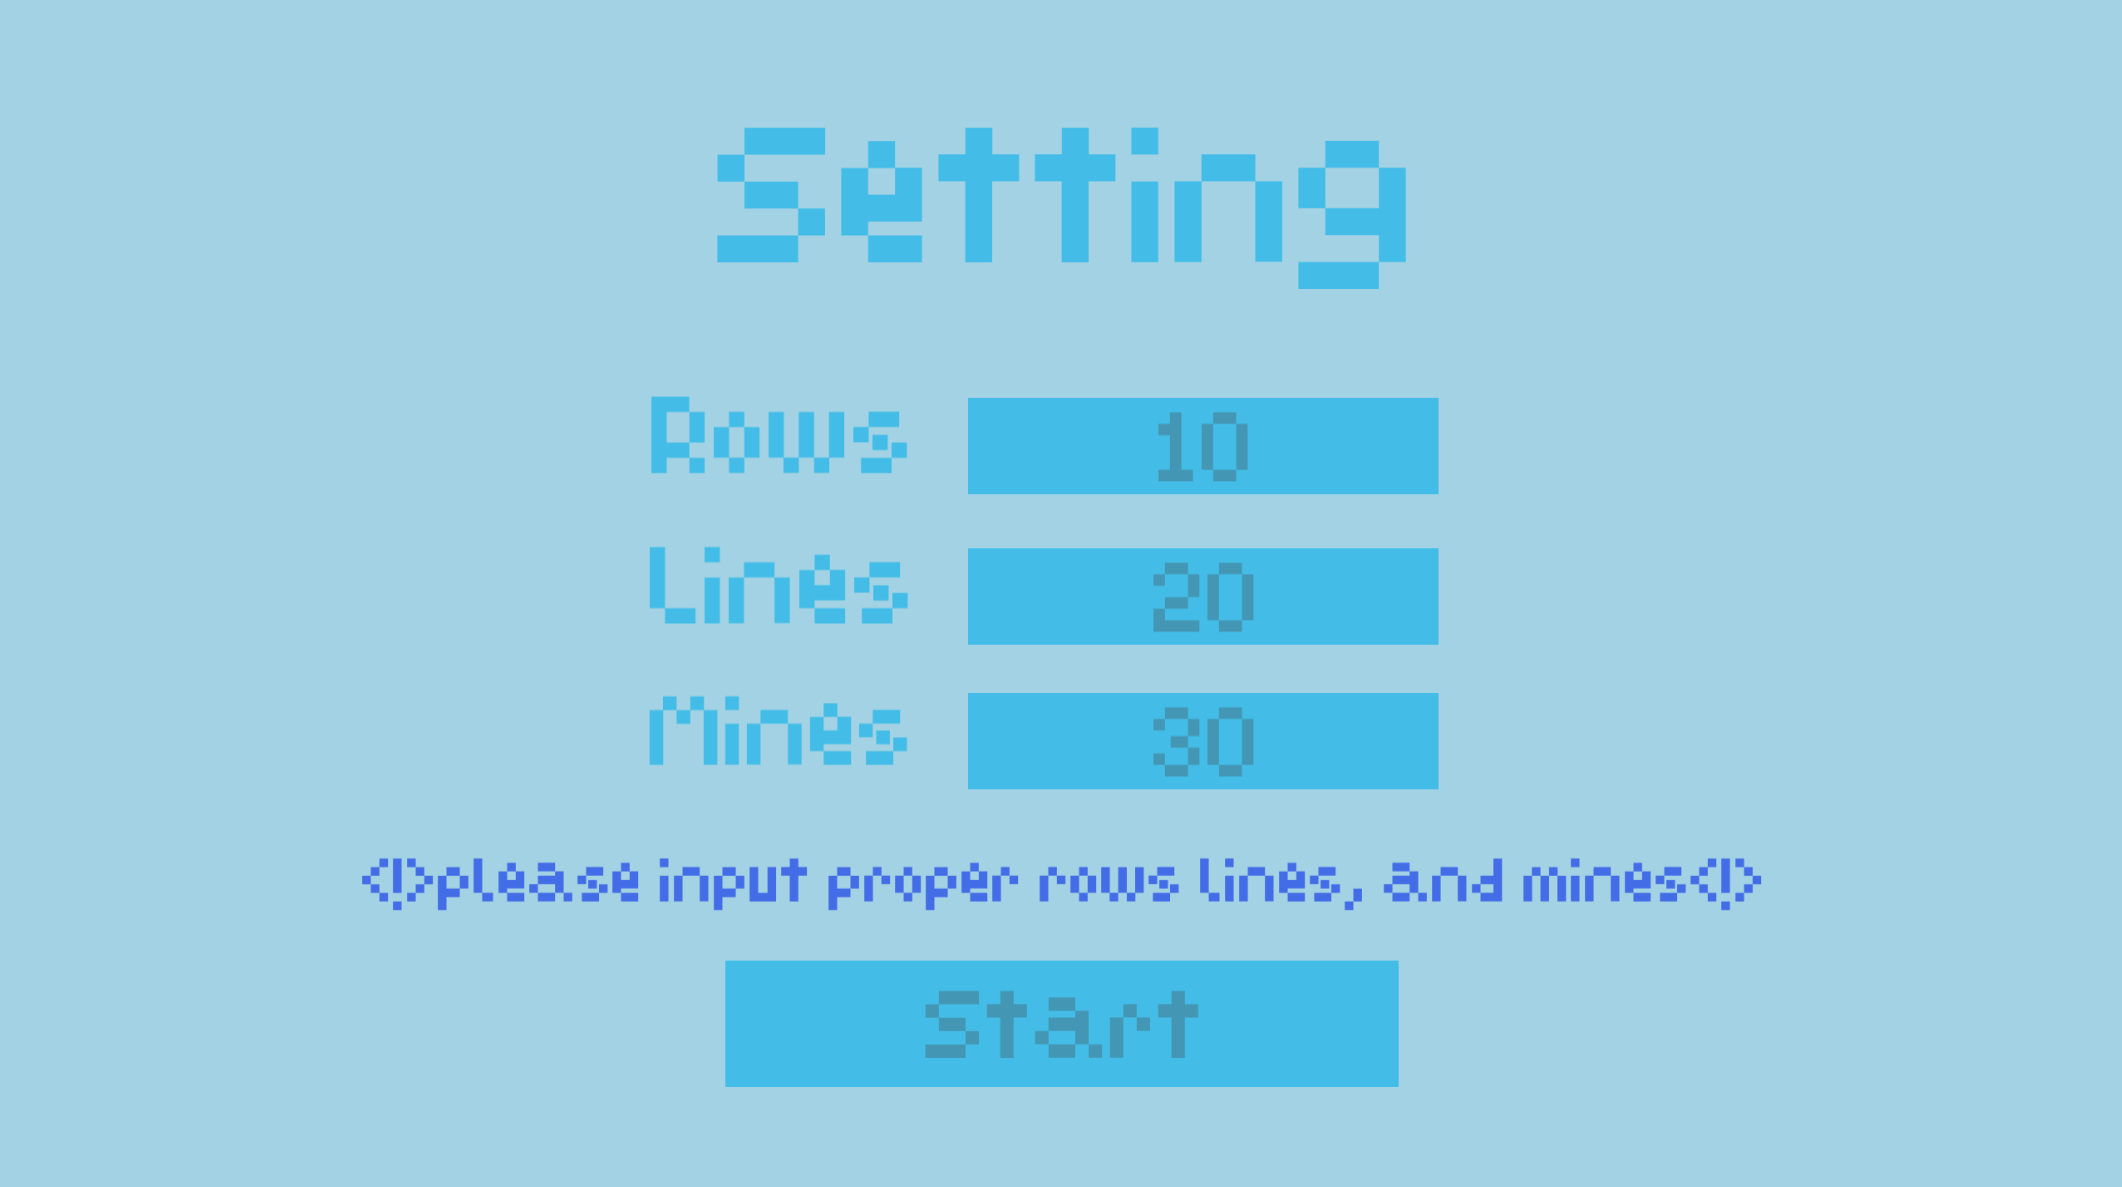 Setting
Rows 10
Lines 20
Mines 30
<!>please input proper rows lines, and mines<!>
Start